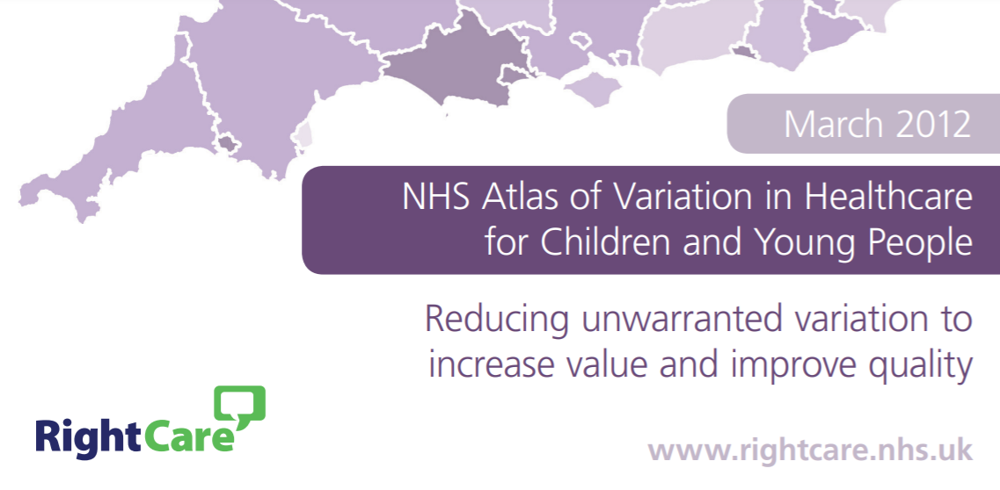 March 2012
NHS Atlas of Variation in Healthcare
for Children and Young People
Reducing unwarranted variation to
increase value and improve quality
RightCare
www.rightcare.nhs.uk